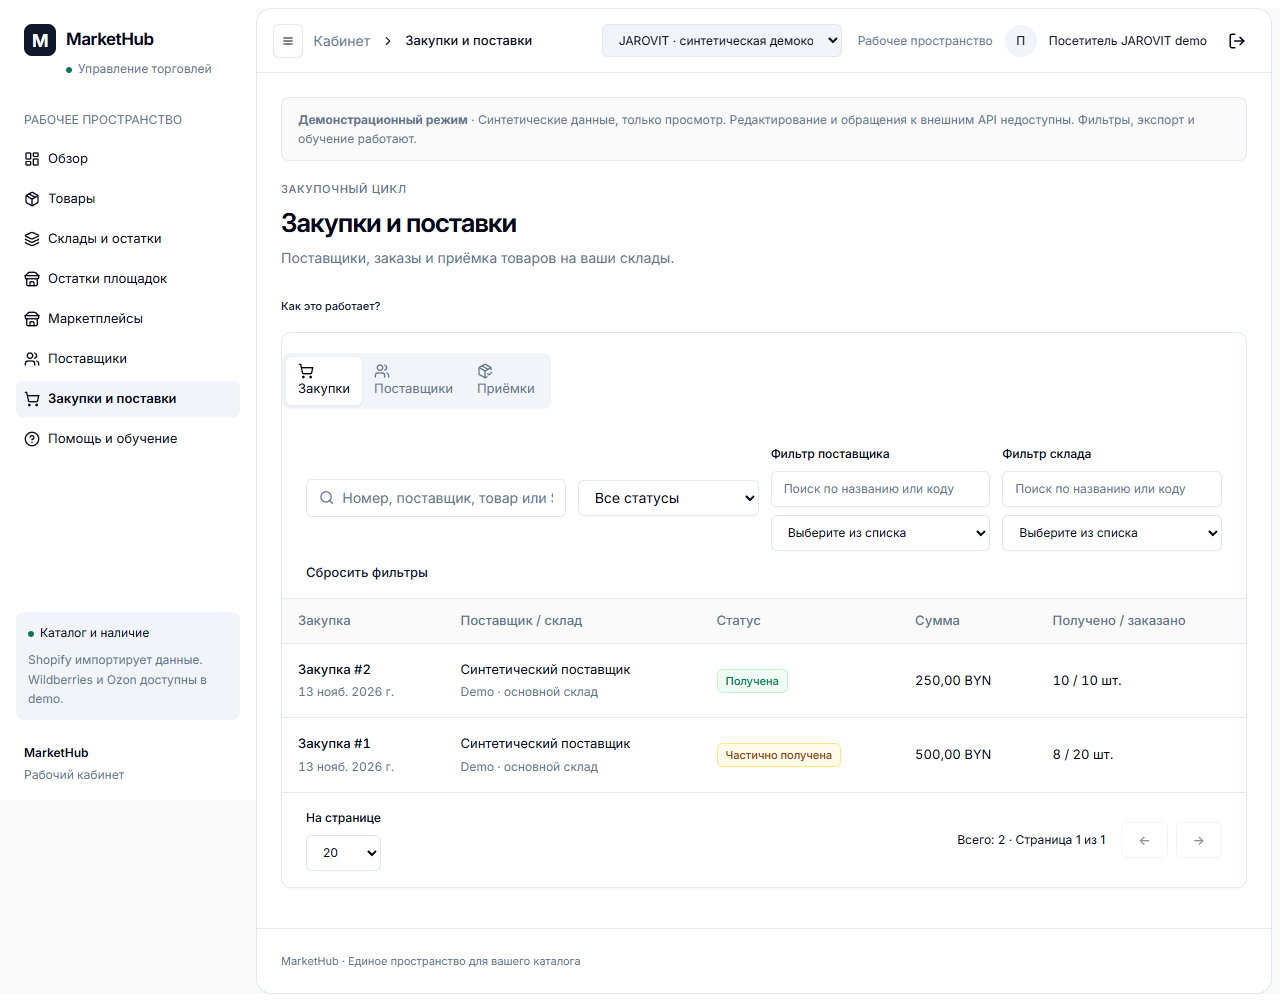 M MarketHub
Управление торговлей
РАБОЧЕЕ ПРОСТРАНСТВО
Обзор
Товары
Склады и остатки
Остатки площадок
Маркетплейсы
Поставщики
Закупки и поставки
Помощь и обучение
Каталог и наличие
Shopify импортирует данные.
Wildberries и Ozon доступны в
demo.
MarketHub
Рабочий кабинет
Кабинет > Закупки и поставки
JAROVIT · синтетическая демоко
Рабочее пространство
П
Посетитель JAROVIT demo
Демонстрационный режим · Синтетические данные, только просмотр. Редактирование и обращения к внешним API недоступны. Фильтры, экспорт и
обучение работают.
ЗАКУПОЧНЫЙ ЦИКЛ
Закупки и поставки
Поставщики, заказы и приёмка товаров на ваши склады.
Как это работает?
Закупки
Поставщики
Приёмки
Номер, поставщик, товар или
Все статусы
Фильтр поставщика
Поиск по названию или коду
Выберите из списка
Фильтр склада
Поиск по названию или коду
Выберите из списка
Сбросить фильтры
Закупка Поставщик / склад Статус Сумма Получено / заказано
Закупка #2 Синтетический поставщик Получена 250,00 BYN 10 / 10 шт.
13 нояб. 2026 г. Demo · основной склад
Закупка #1 Синтетический поставщик Частично получена 500,00 BYN 8 / 20 шт.
13 нояб. 2026 г. Demo · основной склад
На странице
20
Всего: 2 · Страница 1 из 1 ← →
MarketHub · Единое пространство для вашего каталога